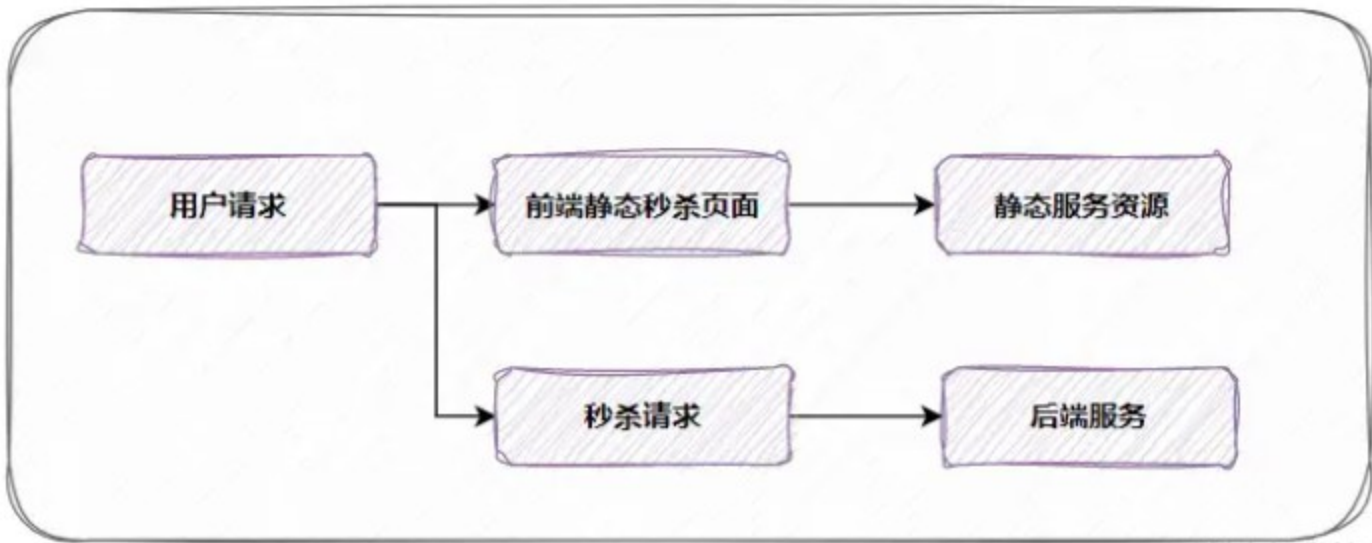 用户请求
前端静态秒杀页面
静态服务资源
秒杀请求
后端服务